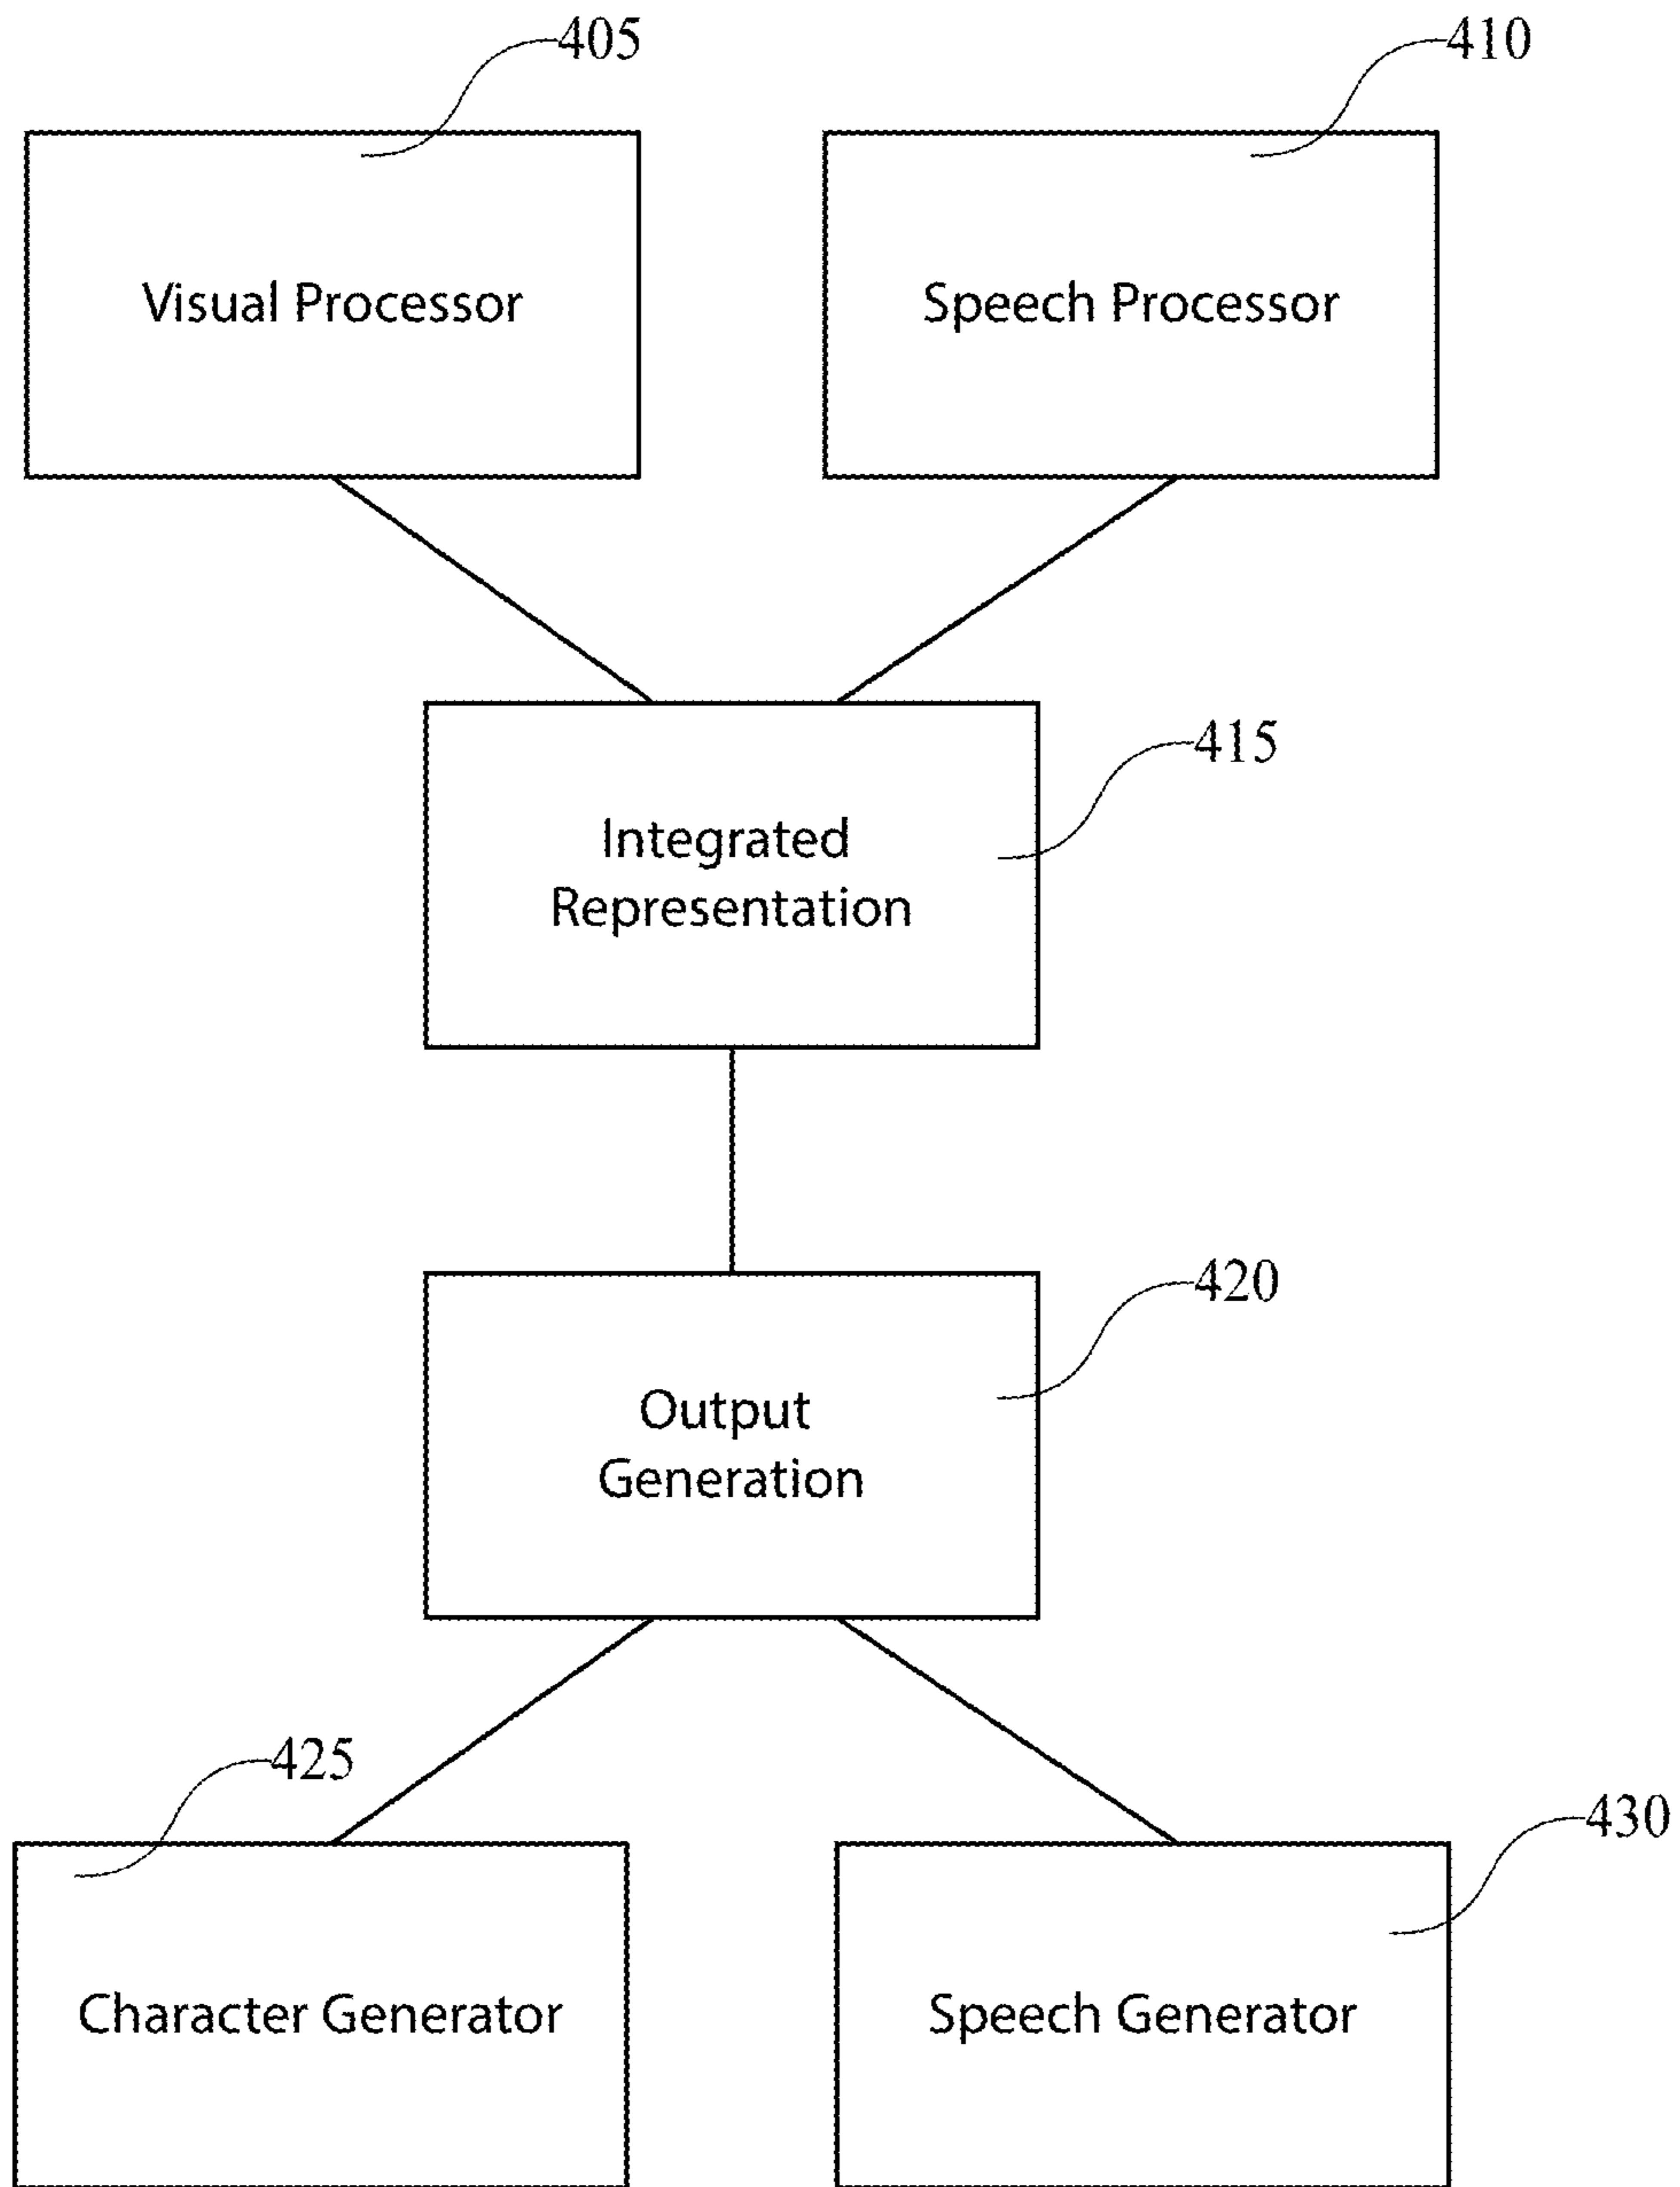 405
410
Visual Processor
Speech Processor
415
Integrated
Representation
420
Output
Generation
425
430
Character Generator
Speech Generator